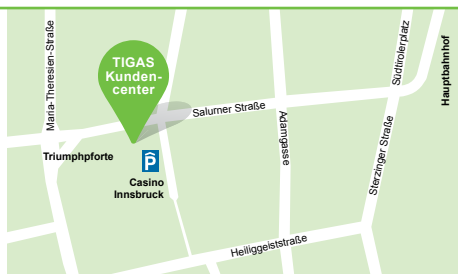 TIGAS
Kunden-
center
Maria-Theresien-Straße
Südtirolerplatz
Hauptbahnhof
Salurner Straße
Adamgasse
Sterzinger Straße
Triumphpforte
P
Casino
Innsbruck
Heiliggeiststraße